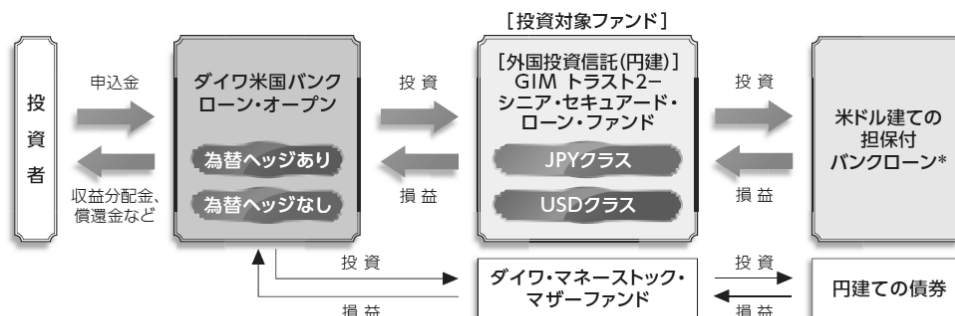 [投資対象ファンド]
投資者
申込金
収益分配金、
償還金など
ダイワ米国バンク
ローン・オープン
為替ヘッジあり
為替ヘッジなし
投資
損益
[外国投資信託(円建)]
GIM トラスト2−
シニア・セキュアード・
ローン・ファンド
JPYクラス
USDクラス
投資
損益
米ドル建ての
担保付
バンクローン*
投資
損益
ダイワ・マネーストック・
マザーファンド
投資
損益
円建ての債券